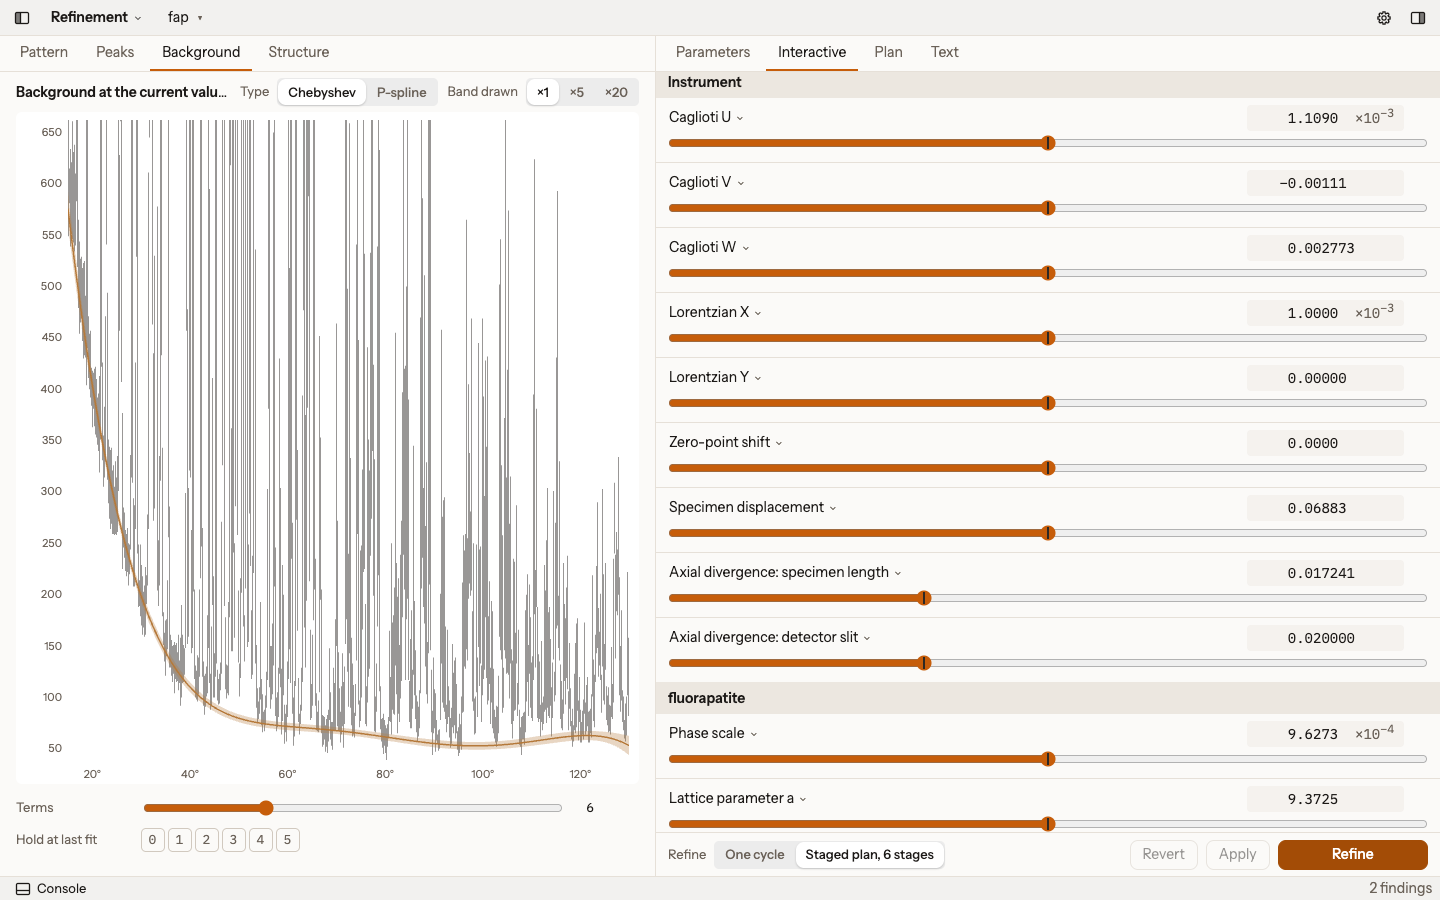 Refinement
fap
Pattern Peaks Background Structure
Parameters Interactive Plan Text
Background at the current valu... Type Chebyshev P-spline Band drawn ×1 ×5 ×20
650
600
550
500
450
400
350
300
250
200
150
100
50
20° 40° 60° 80° 100° 120°
Terms 6
Hold at last fit 0 1 2 3 4 5
Instrument
Caglioti U 1.1090 ×10⁻³
Caglioti V −0.00111
Caglioti W 0.002773
Lorentzian X 1.0000 ×10⁻³
Lorentzian Y 0.00000
Zero-point shift 0.0000
Specimen displacement 0.06883
Axial divergence: specimen length 0.017241
Axial divergence: detector slit 0.020000
fluorapatite
Phase scale 9.6273 ×10⁻⁴
Lattice parameter a 9.3725
Refine One cycle Staged plan, 6 stages Revert Apply Refine
Console 2 findings